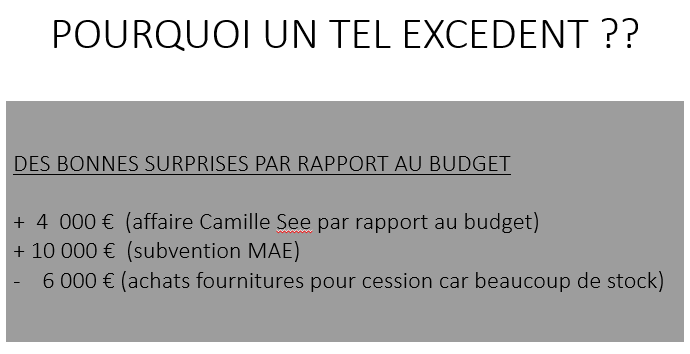 POURQUOI UN TEL EXCEDENT ??
DES BONNES SURPRISES PAR RAPPORT AU BUDGET
+ 4 000 € (affaire Camille See par rapport au budget)
+ 10 000 € (subvention MAE)
- 6 000 € (achats fournitures pour cession car beaucoup de stock)